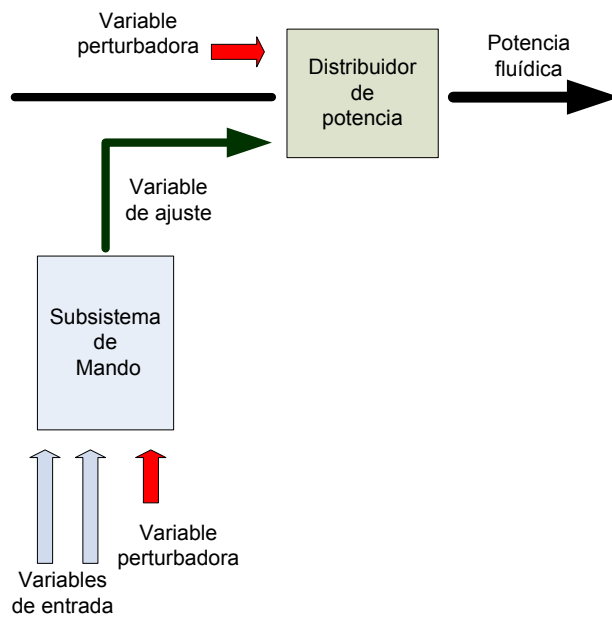 Variable
perturbadora
Distribuidor
de
potencia
Potencia
fluídica
Variable
de ajuste
Subsistema
de
Mando
Variable
perturbadora
Variables
de entrada